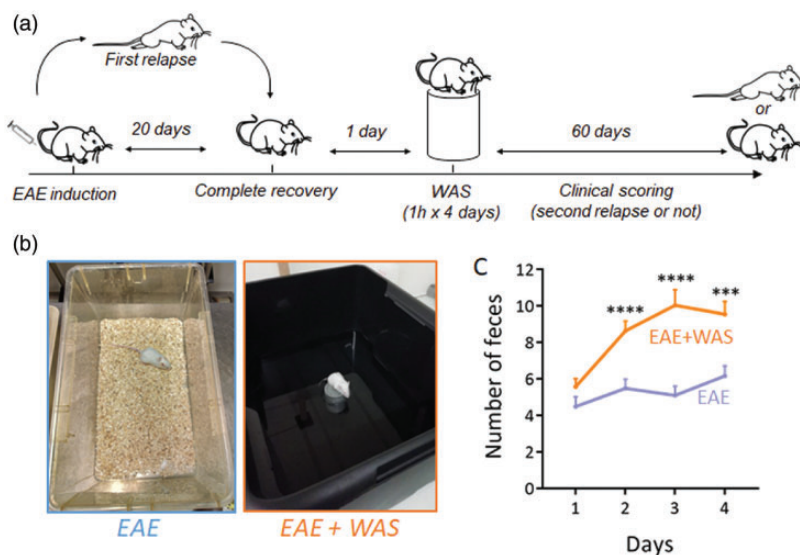 (a)
First relapse
20 days
1 day
60 days
or
EAE induction
Complete recovery
WAS
(1h x 4 days)
Clinical scoring
(second relapse or not)
(b)
EAE
EAE + WAS
C
Number of feces
12
10
8
6
4
2
0
****
****
***
EAE+WAS
EAE
1 2 3 4
Days